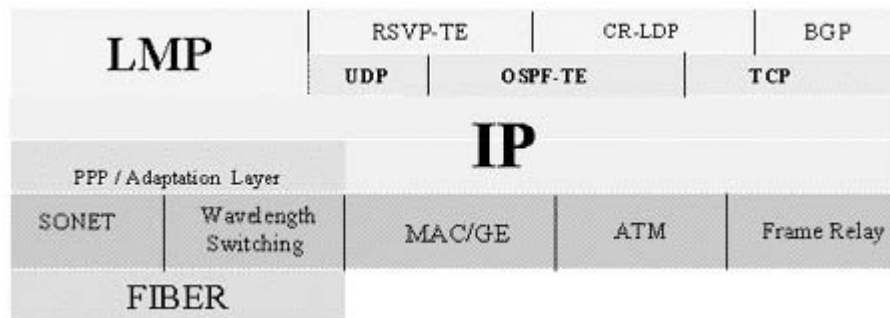 LMP
RSVP-TE
CR-LDP
BGP
UDP
OSPF-TE
TCP
IP
PPP / Adaptation Layer
SONET
Wavelength
Switching
MAC/GE
ATM
Frame Relay
FIBER